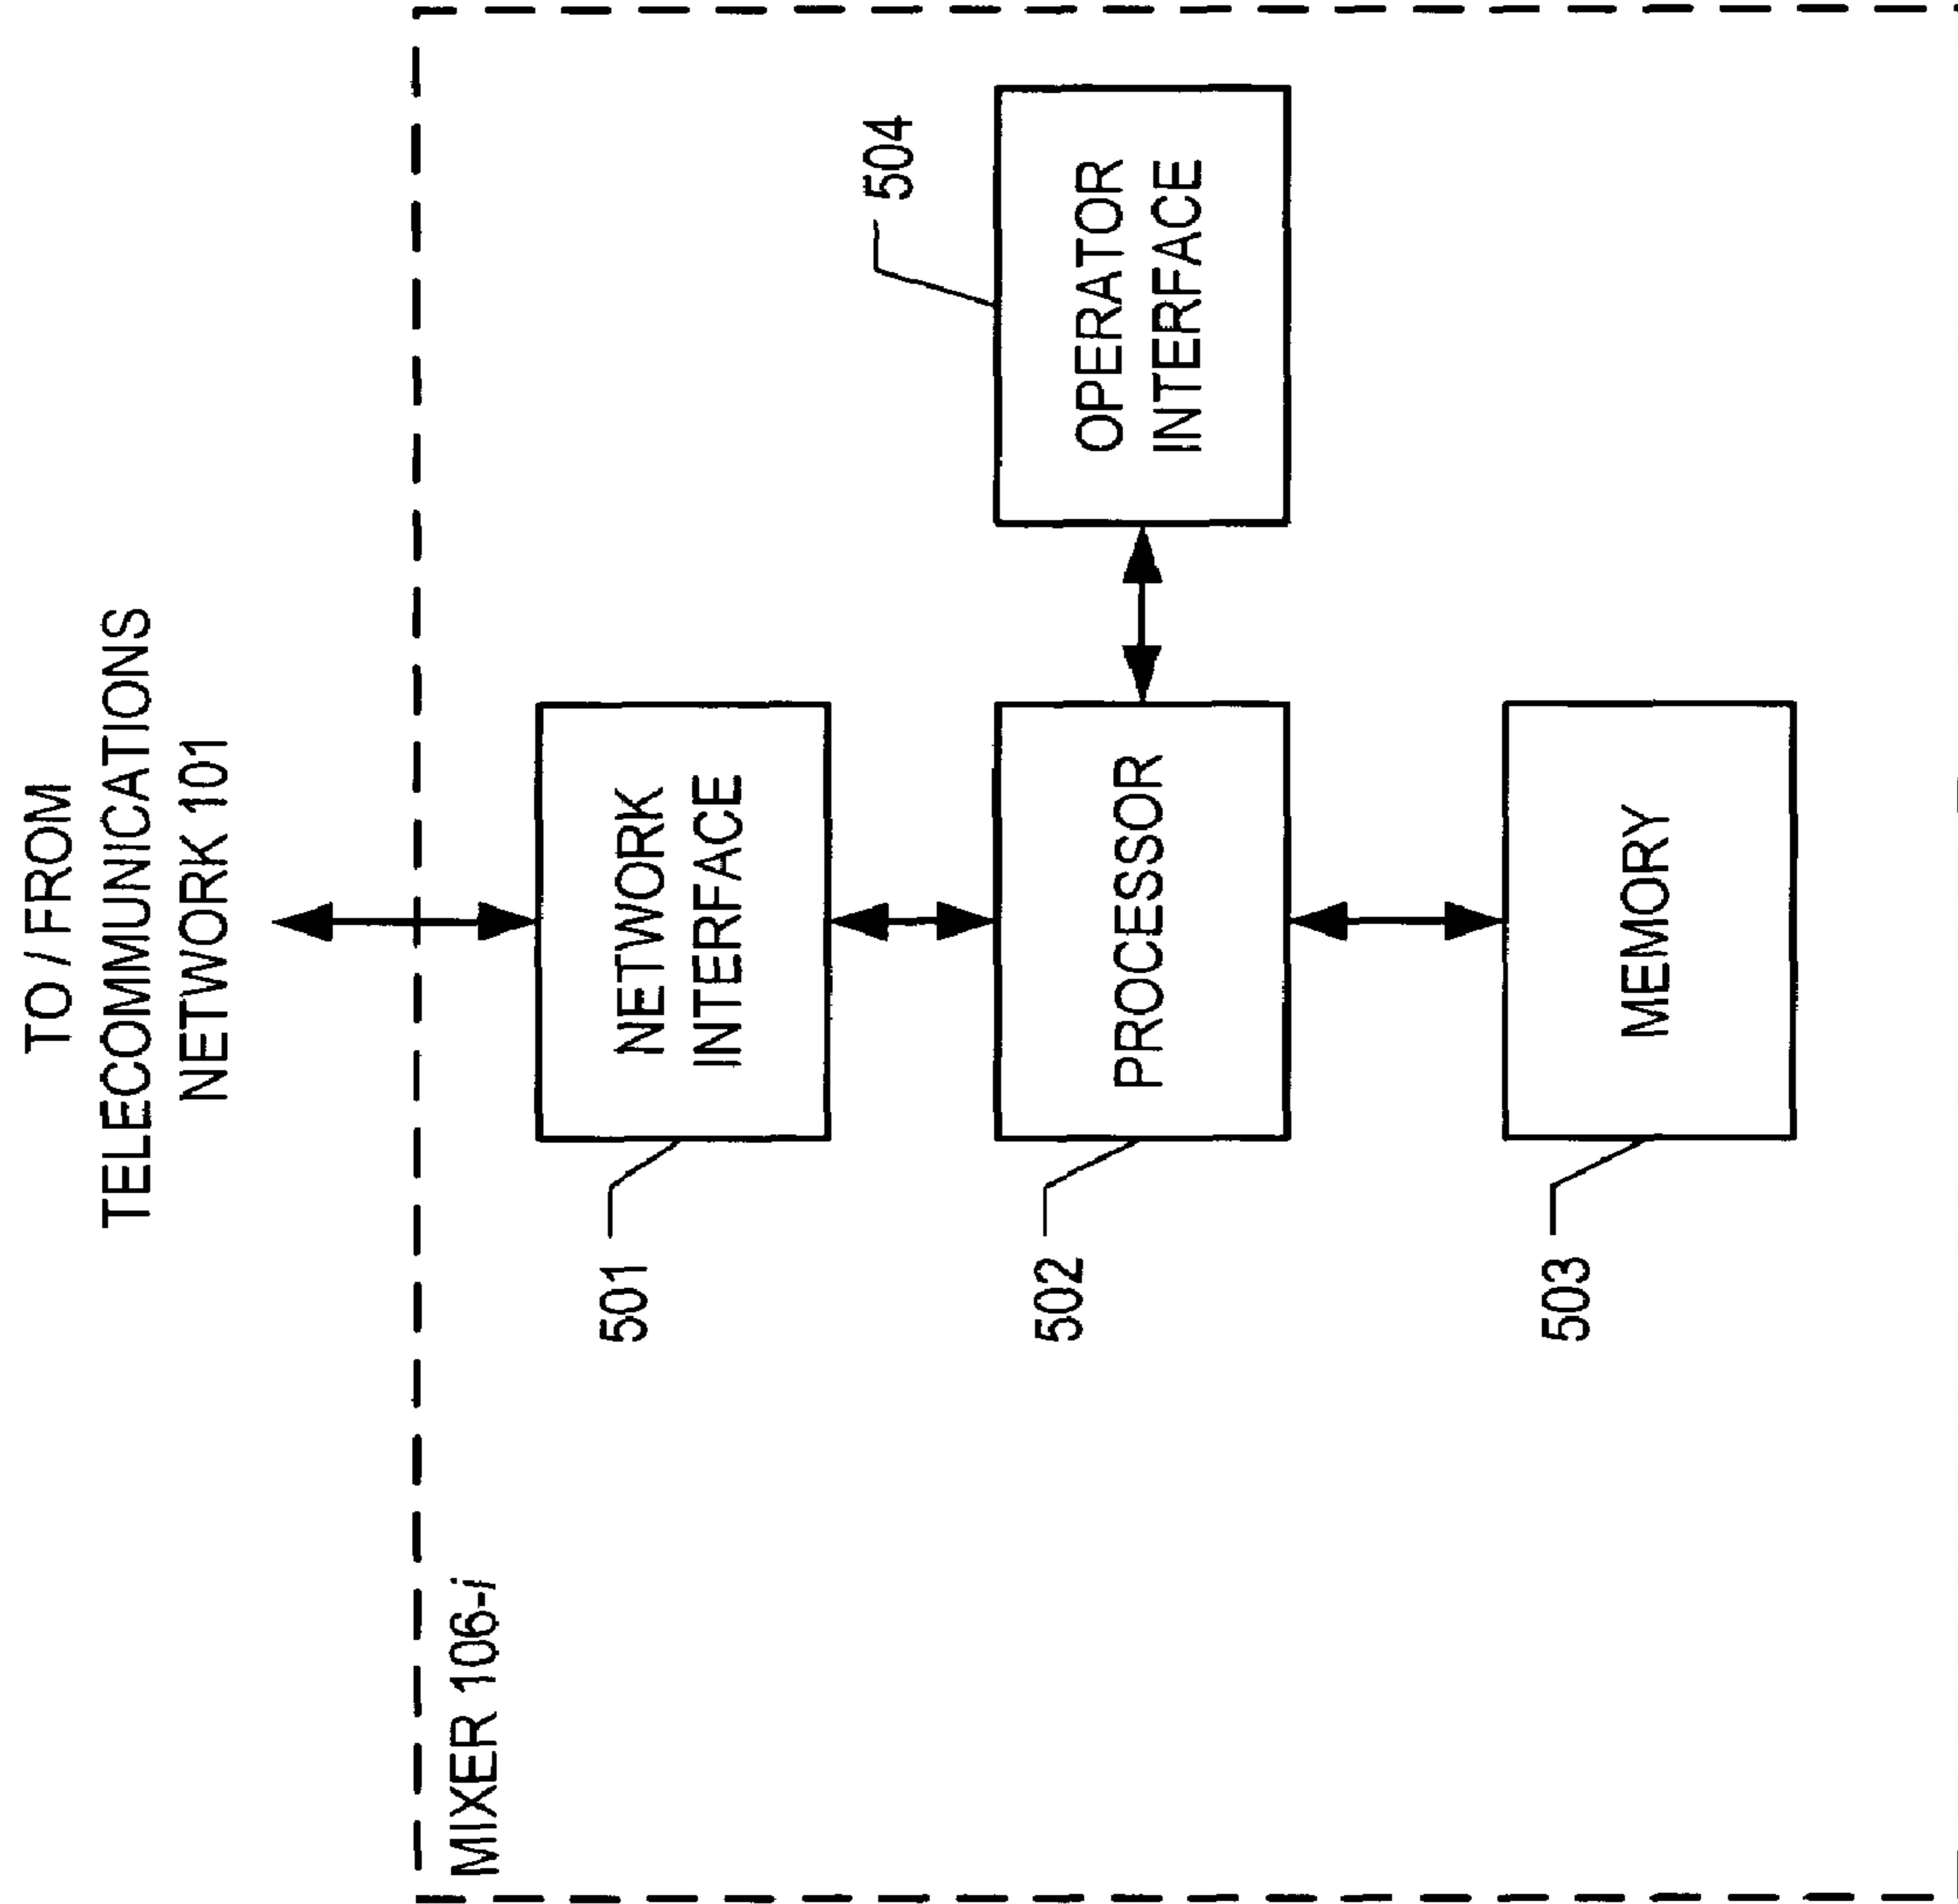 TO / FROM
TELECOMMUNICATIONS
NETWORK 101
MIXER 106-i
501
NETWORK
INTERFACE
504
502
PROCESSOR
OPERATOR
INTERFACE
503
MEMORY